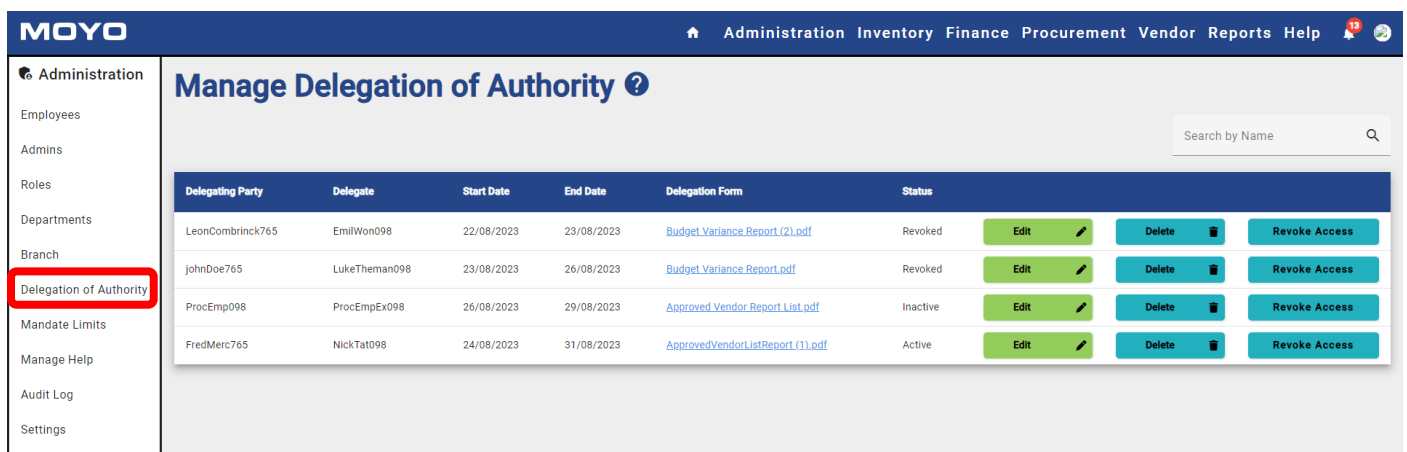 MOYO
Administration Inventory Finance Procurement Vendor Reports Help 13
Administration
Employees
Admins
Roles
Departments
Branch
Delegation of Authority
Mandate Limits
Manage Help
Audit Log
Settings
Manage Delegation of Authority ?
Search by Name
Delegating Party Delegate Start Date End Date Delegation Form Status
LeonCombrinck765 EmilWon098 22/08/2023 23/08/2023 Budget Variance Report (2).pdf Revoked Edit Delete Revoke Access
johnDoe765 LukeTheman098 23/08/2023 26/08/2023 Budget Variance Report.pdf Revoked Edit Delete Revoke Access
ProcEmp098 ProcEmpEx098 26/08/2023 29/08/2023 Approved Vendor Report List.pdf Inactive Edit Delete Revoke Access
FredMerc765 NickTat098 24/08/2023 31/08/2023 ApprovedVendorListReport (1).pdf Active Edit Delete Revoke Access